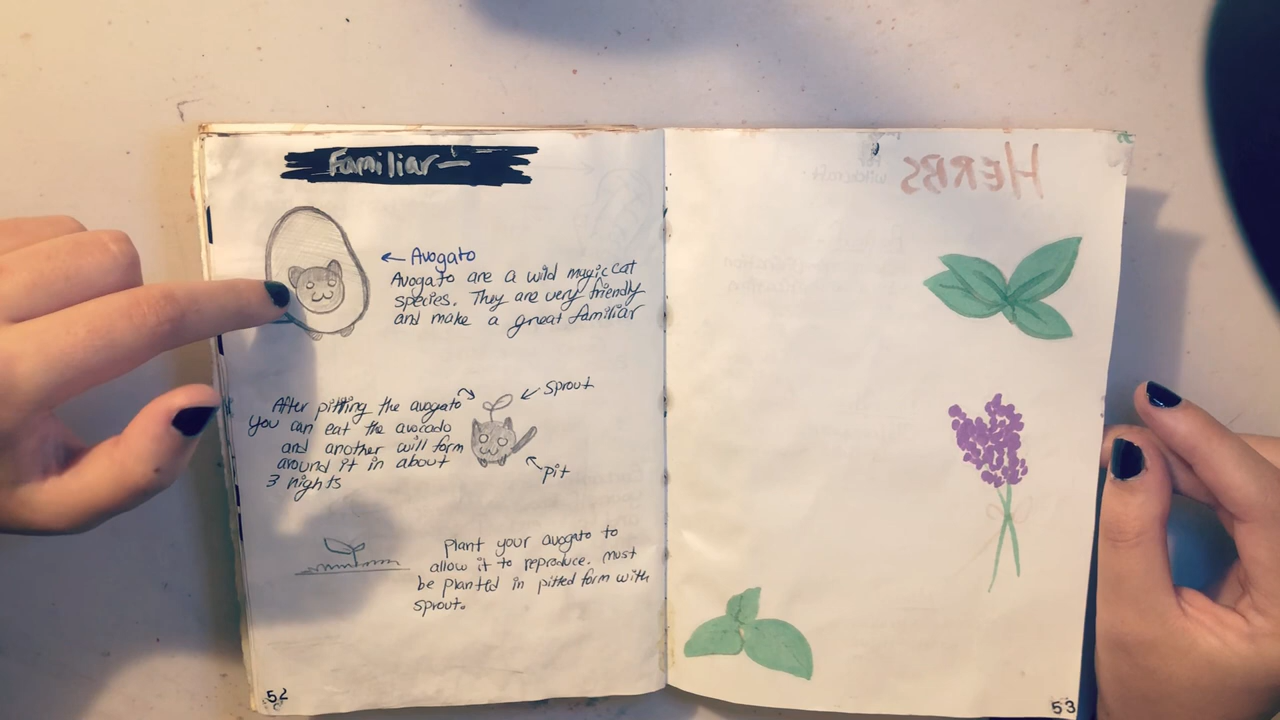 Familiar—
← Avogato
Avogato are a wild magic cat
species. They are very friendly
and make a great familiar
After pitting the avogato
you can eat the avocado
and another will form
around it in about
3 nights
Sprout
pit
plant your avogato to
allow it to reproduce. Must
be planted in pitted form with
sprout.
52
HERBS
53